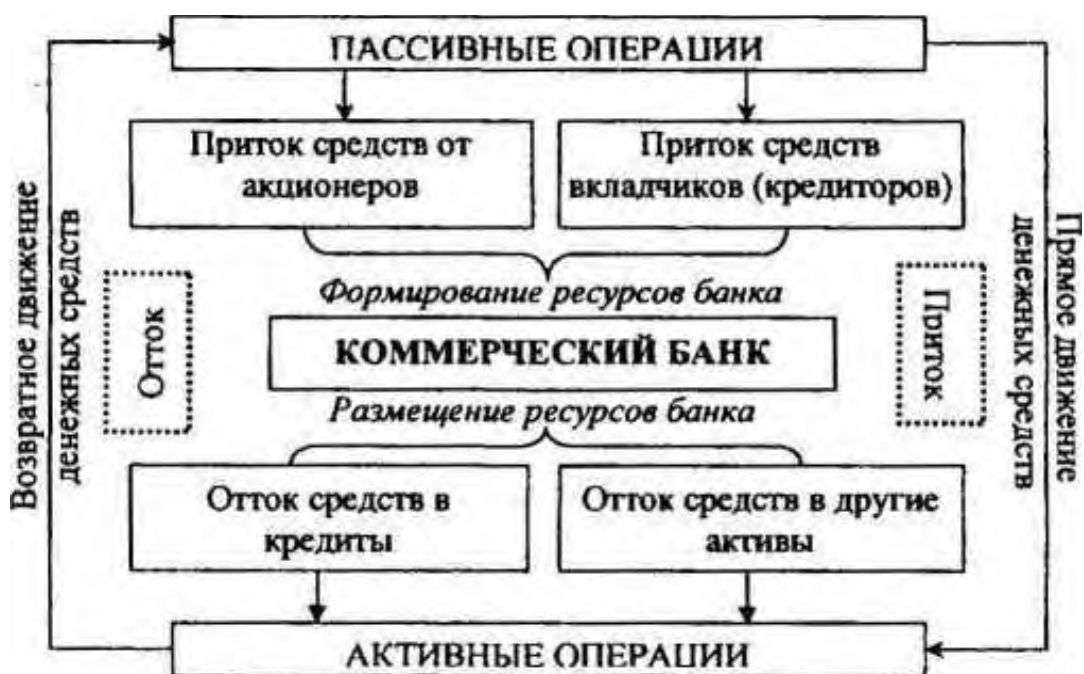 ПАССИВНЫЕ ОПЕРАЦИИ
Приток средств от
акционеров
Приток средств
вкладчиков (кредиторов)
Возвратное движение
денежных средств
Отток
Формирование ресурсов банка
КОММЕРЧЕСКИЙ БАНК
Размещение ресурсов банка
Приток
Прямое движение
денежных средств
Отток средств в
кредиты
Отток средств в другие
активы
АКТИВНЫЕ ОПЕРАЦИИ